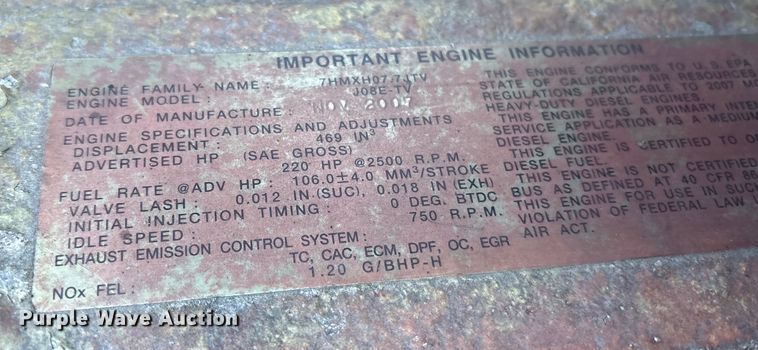 IMPORTANT ENGINE INFORMATION
ENGINE FAMILY NAME : 7HMXH07.7JTV
ENGINE MODEL : J08E-TV
DATE OF MANUFACTURE : NOV 2007
ENGINE SPECIFICATIONS AND ADJUSTMENTS
DISPLACEMENT : 469 IN³
ADVERTISED HP (SAE GROSS)
220 HP @2500 R.P.M.
FUEL RATE @ADV HP : 106.0±4.0 MM³/STROKE
VALVE LASH : 0.012 IN.(SUC), 0.018 IN.(EXH)
INITIAL INJECTION TIMING : 0 DEG. BTDC
IDLE SPEED : 750 R.P.M.
EXHAUST EMISSION CONTROL SYSTEM :
TC, CAC, ECM, DPF, OC, EGR
NOx FEL : 1.20 G/BHP-H
THIS ENGINE CONFORMS TO U.S. EPA
STATE OF CALIFORNIA AIR RESOURCES
REGULATIONS APPLICABLE TO 2007 M
HEAVY-DUTY DIESEL ENGINES.
THIS ENGINE HAS A PRIMARY INTE
SERVICE APPLICATION AS A MEDIUM
DIESEL ENGINE.
THIS ENGINE IS CERTIFIED TO O
DIESEL FUEL.
THIS ENGINE IS NOT CERTIFIED
BUS AS DEFINED AT 40 CFR 86
THIS ENGINE FOR USE IN SUC
VIOLATION OF FEDERAL LAW
AIR ACT.
Purple Wave Auction